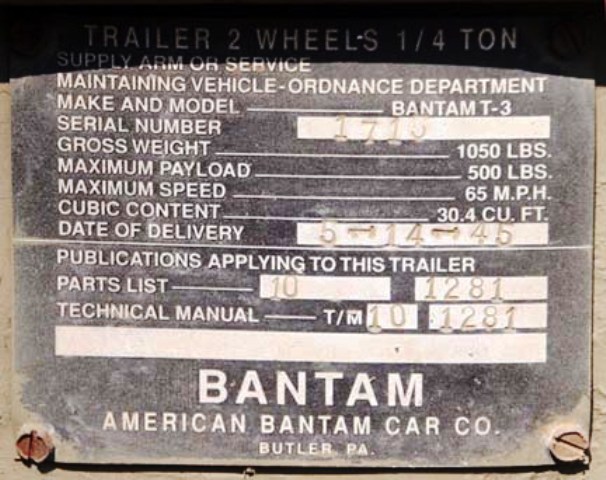 TRAILER 2 WHEELS 1/4 TON
SUPPLY ARM OR SERVICE
MAINTAINING VEHICLE-ORDNANCE DEPARTMENT
MAKE AND MODEL BANTAM T-3
SERIAL NUMBER
GROSS WEIGHT 1050 LBS.
MAXIMUM PAYLOAD 500 LBS.
MAXIMUM SPEED 65 M.P.H.
CUBIC CONTENT 30.4 CU. FT.
DATE OF DELIVERY 5-14-45
PUBLICATIONS APPLYING TO THIS TRAILER
PARTS LIST 10 1281
TECHNICAL MANUAL T/M 10 1281
BANTAM
AMERICAN BANTAM CAR CO.
BUTLER, PA.